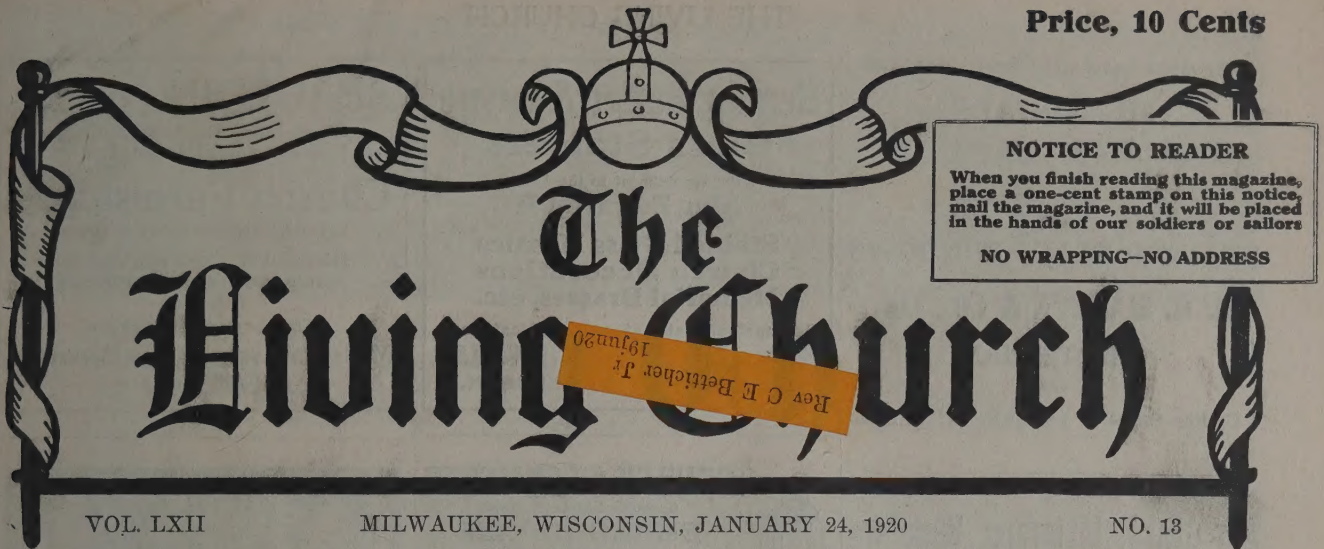 Price, 10 Cents
NOTICE TO READER
When you finish reading this magazine,
place a one-cent stamp on this notice,
mail the magazine, and it will be placed
in the hands of our soldiers or sailors
NO WRAPPING—NO ADDRESS
The
Living Church
Rev C E Betticher Jr
19jun20
VOL. LXII
MILWAUKEE, WISCONSIN, JANUARY 24, 1920
NO. 13